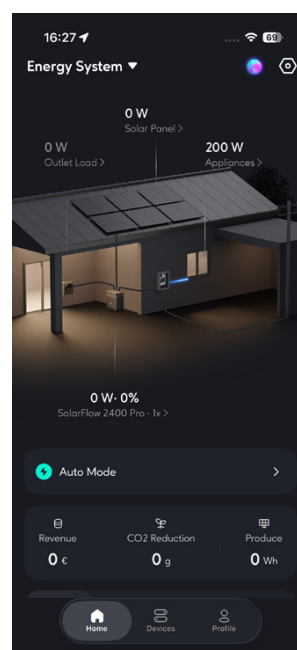 16:27
69
Energy System
0 W
Solar Panel >
0 W
Outlet Load >
200 W
Appliances >
0 W· 0%
SolarFlow 2400 Pro · 1x >
Auto Mode
Revenue
CO2 Reduction
Produce
0 €
0 g
0 Wh
Home
Devices
Profile